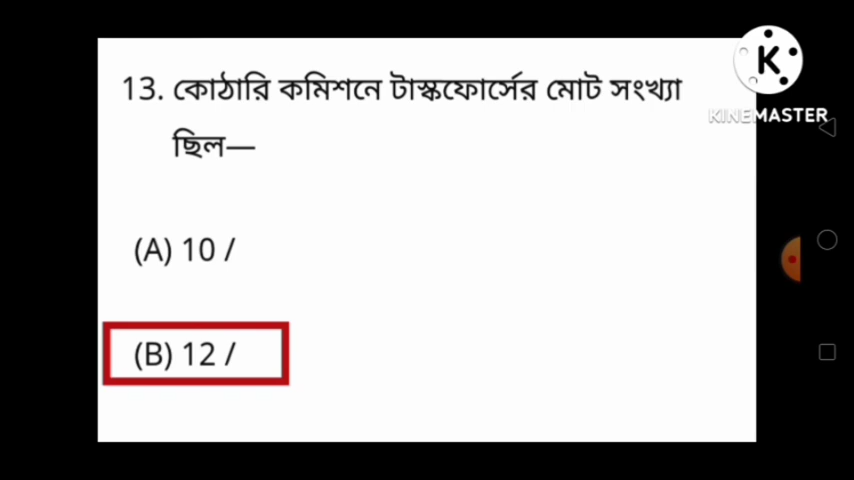 13. কোঠারি কমিশনে টাস্কফোর্সের মোট সংখ্যা
ছিল—
(A) 10 /
(B) 12 /
K
KINEMASTER